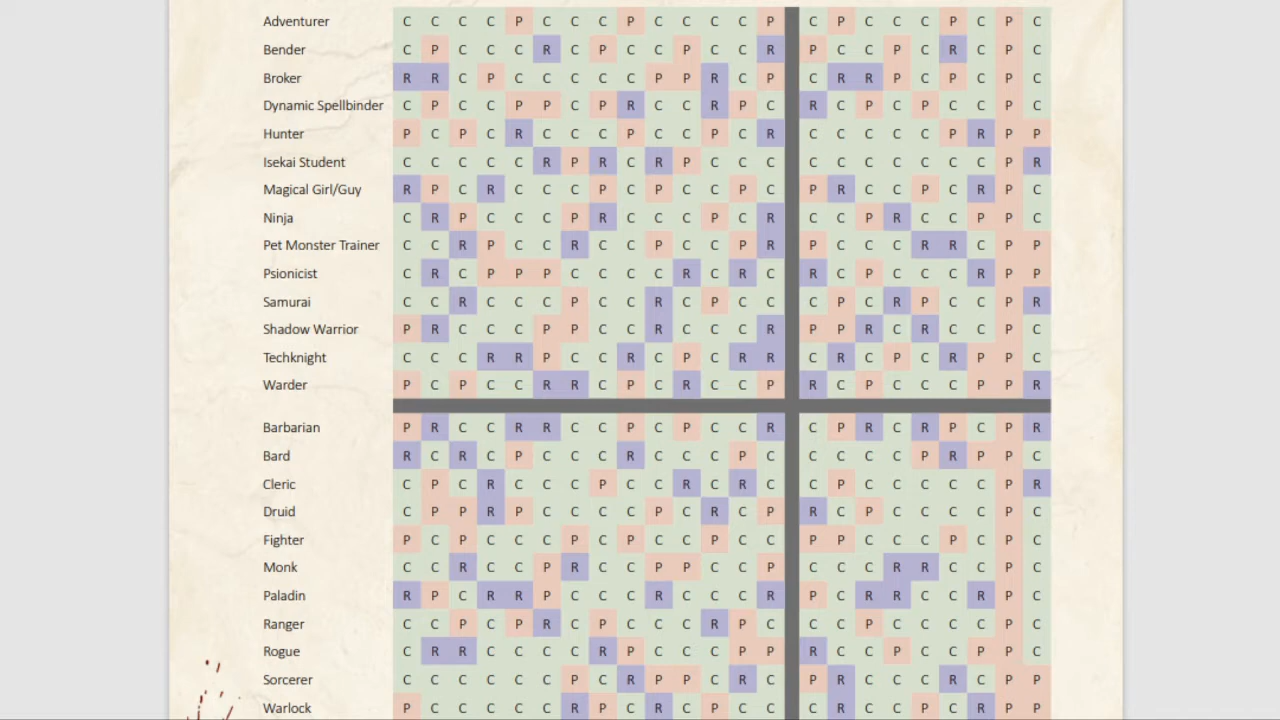 Adventurer C C C C P C C C P C C C C P C P C C C P C P C
Bender C P C C C R C P C C P C C R P C C P C R C P C
Broker R R C P C C C C C P P R C P C R R P C P C P C
Dynamic Spellbinder C P C C P P C P R C C R P C R C P C P C C P C
Hunter P C P C R C C C P C C P C R C C C C C P R P P
Isekai Student C C C C C R P R C R P C C C C C C C C C C P R
Magical Girl/Guy R P C R C C C P C P C C P C P R C C P C R P C
Ninja C R P C C C P R C C C P C R C C P R C C P P C
Pet Monster Trainer C C R P C C R C C P C C P R P C C C R R C P P
Psionicist C R C P P P C C C C R C R C R C P C C C R P P
Samurai C C R C C C P C C R C P C C C P C R P C C P R
Shadow Warrior P R C C C P P C C R C C C R P P R C R C C P C
Techknight C C C R R P C C R C P C R R C R C P C R P P C
Warder P C P C C R R C P C R C C P R C P C C C P P R
Barbarian P R C C R R C C P C P C C R C P R C R P C P R
Bard R C R C P C C C R C C C P C C C C C P R P P C
Cleric C P C R C C C P C C R C R C C P C C C C C P R
Druid C P P R P C C C C P C R C P R C P C C C C P C
Fighter P C P C C C P C P C C P C C P P C C C P C P C
Monk C C R C C P R C C P P C C P C C C R R C C P C
Paladin R P C R R P C C C R C C C R P C R R C C R P C
Ranger C C P C P R C P C C C R P C C C P C C C C P C
Rogue C R R C C C C R P C C C P P R C C P C C P P C
Sorcerer C C C C C C P C R P P C R C P R C C C R C P P
Warlock P C C C C C R P C R C P C C C R C C P C R P P